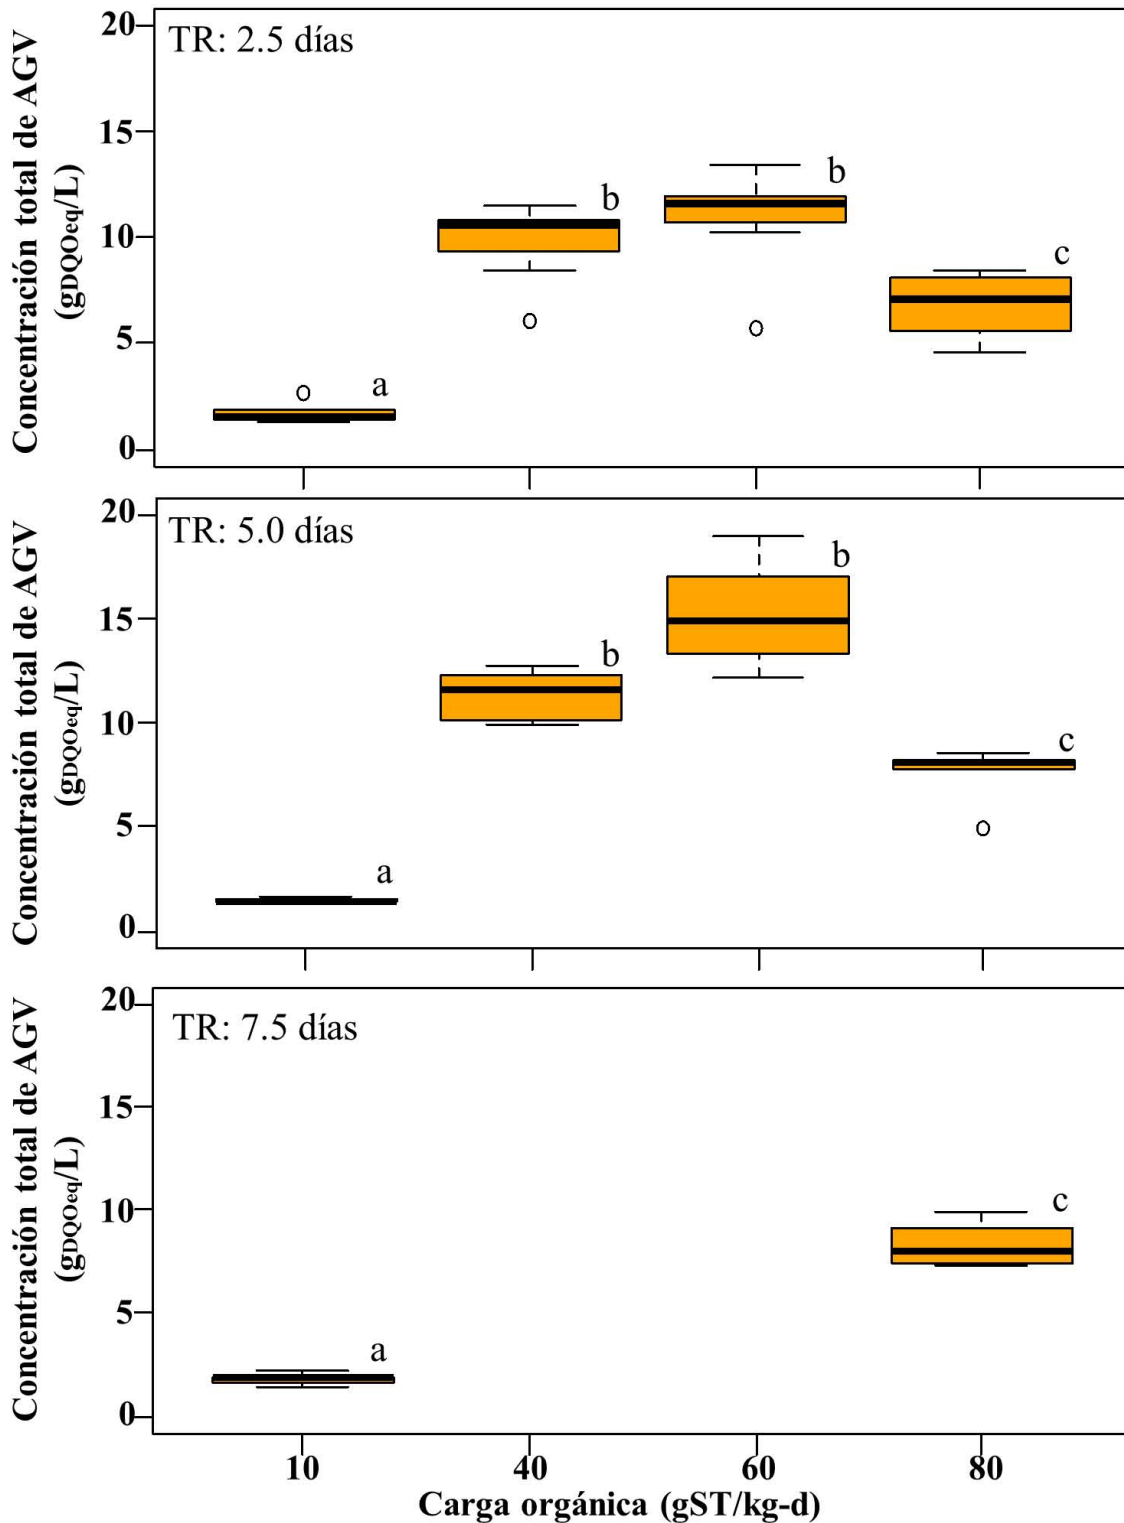 Concentración total de AGV
(gDQOeq/L)
TR: 2.5 días
20
15
10
5
0
a
b
b
c
Concentración total de AGV
(gDQOeq/L)
TR: 5.0 días
20
15
10
5
0
a
b
b
c
Concentración total de AGV
(gDQOeq/L)
TR: 7.5 días
20
15
10
5
0
a
c
10 40 60 80
Carga orgánica (gST/kg-d)